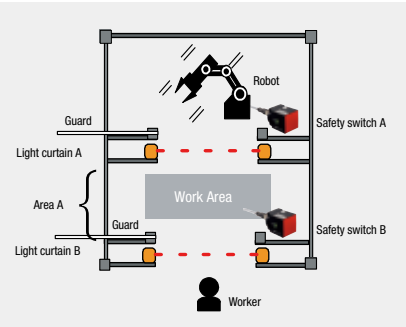 Robot
Guard
Safety switch A
Light curtain A
Area A
Work Area
Guard
Safety switch B
Light curtain B
Worker